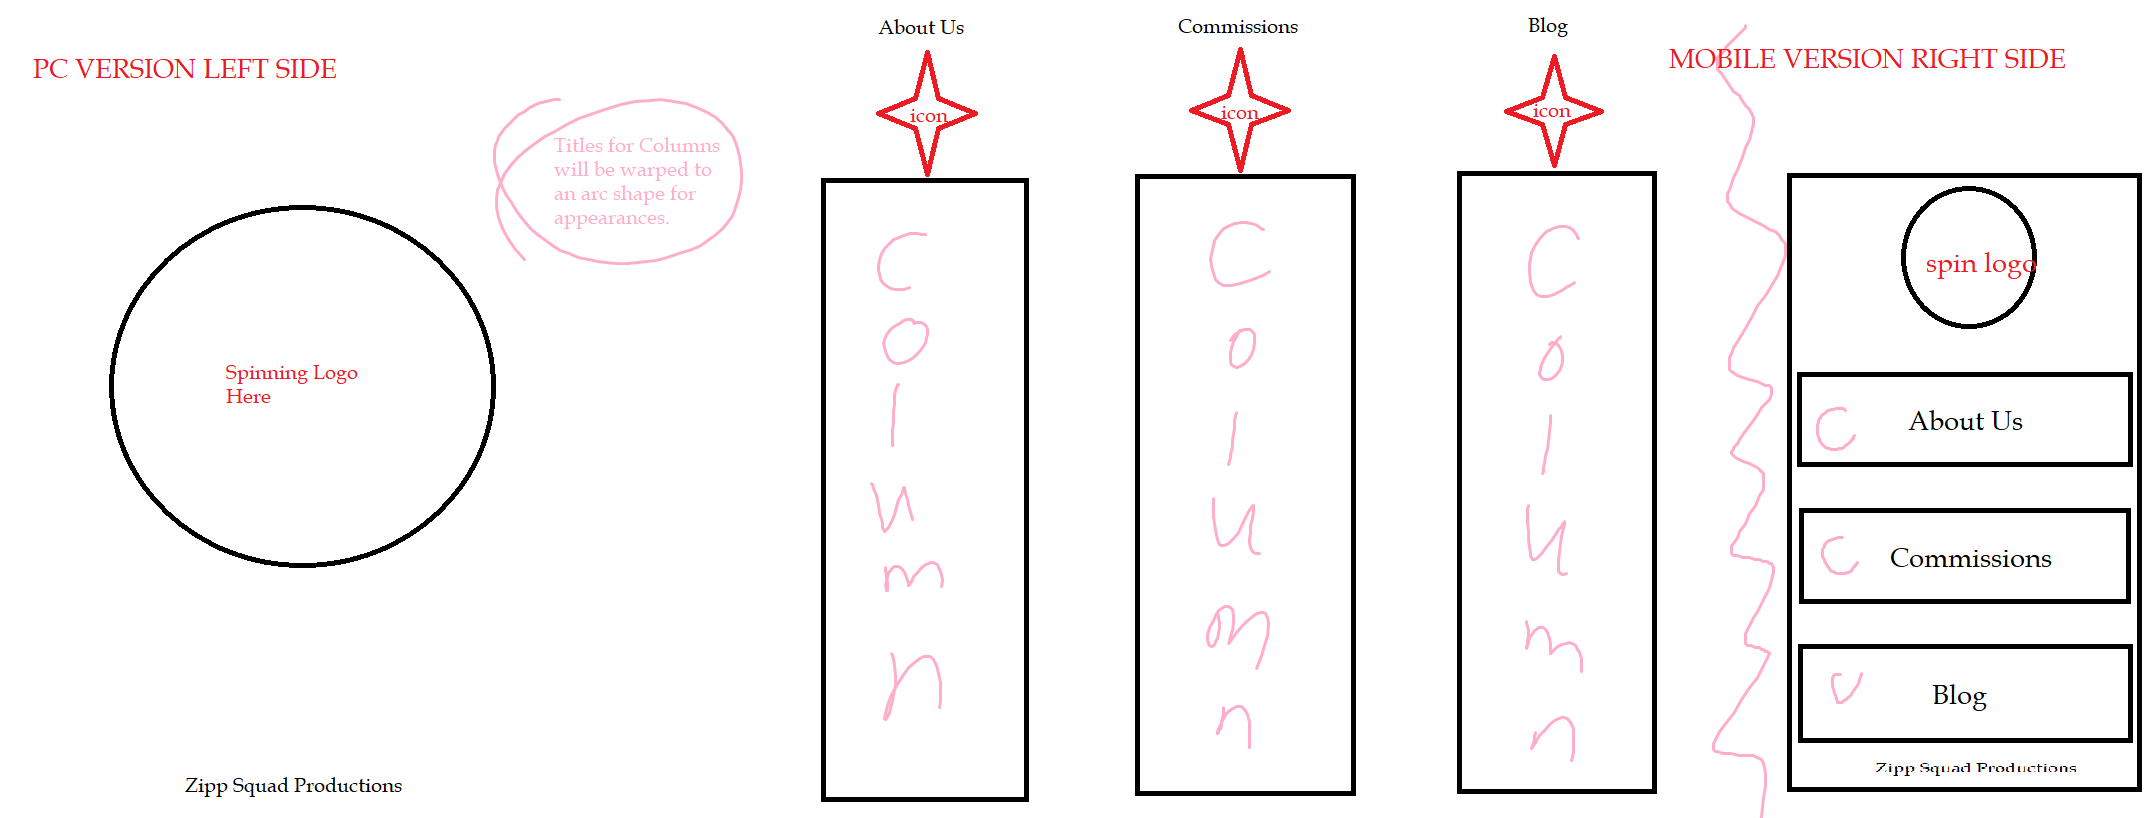 PC VERSION LEFT SIDE
About Us
Commissions
Blog
MOBILE VERSION RIGHT SIDE
icon
icon
icon
Titles for Columns
will be warped to
an arc shape for
appearances.
Spinning Logo
Here
Zipp Squad Productions
Column
Column
Column
spin logo
C
About Us
C
Commissions
Blog
Zipp Squad Productions